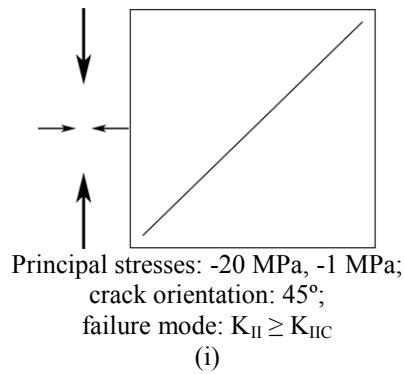 Principal stresses: -20 MPa, -1 MPa;
crack orientation: 45º;
failure mode: K_II ≥ K_IIC
(i)